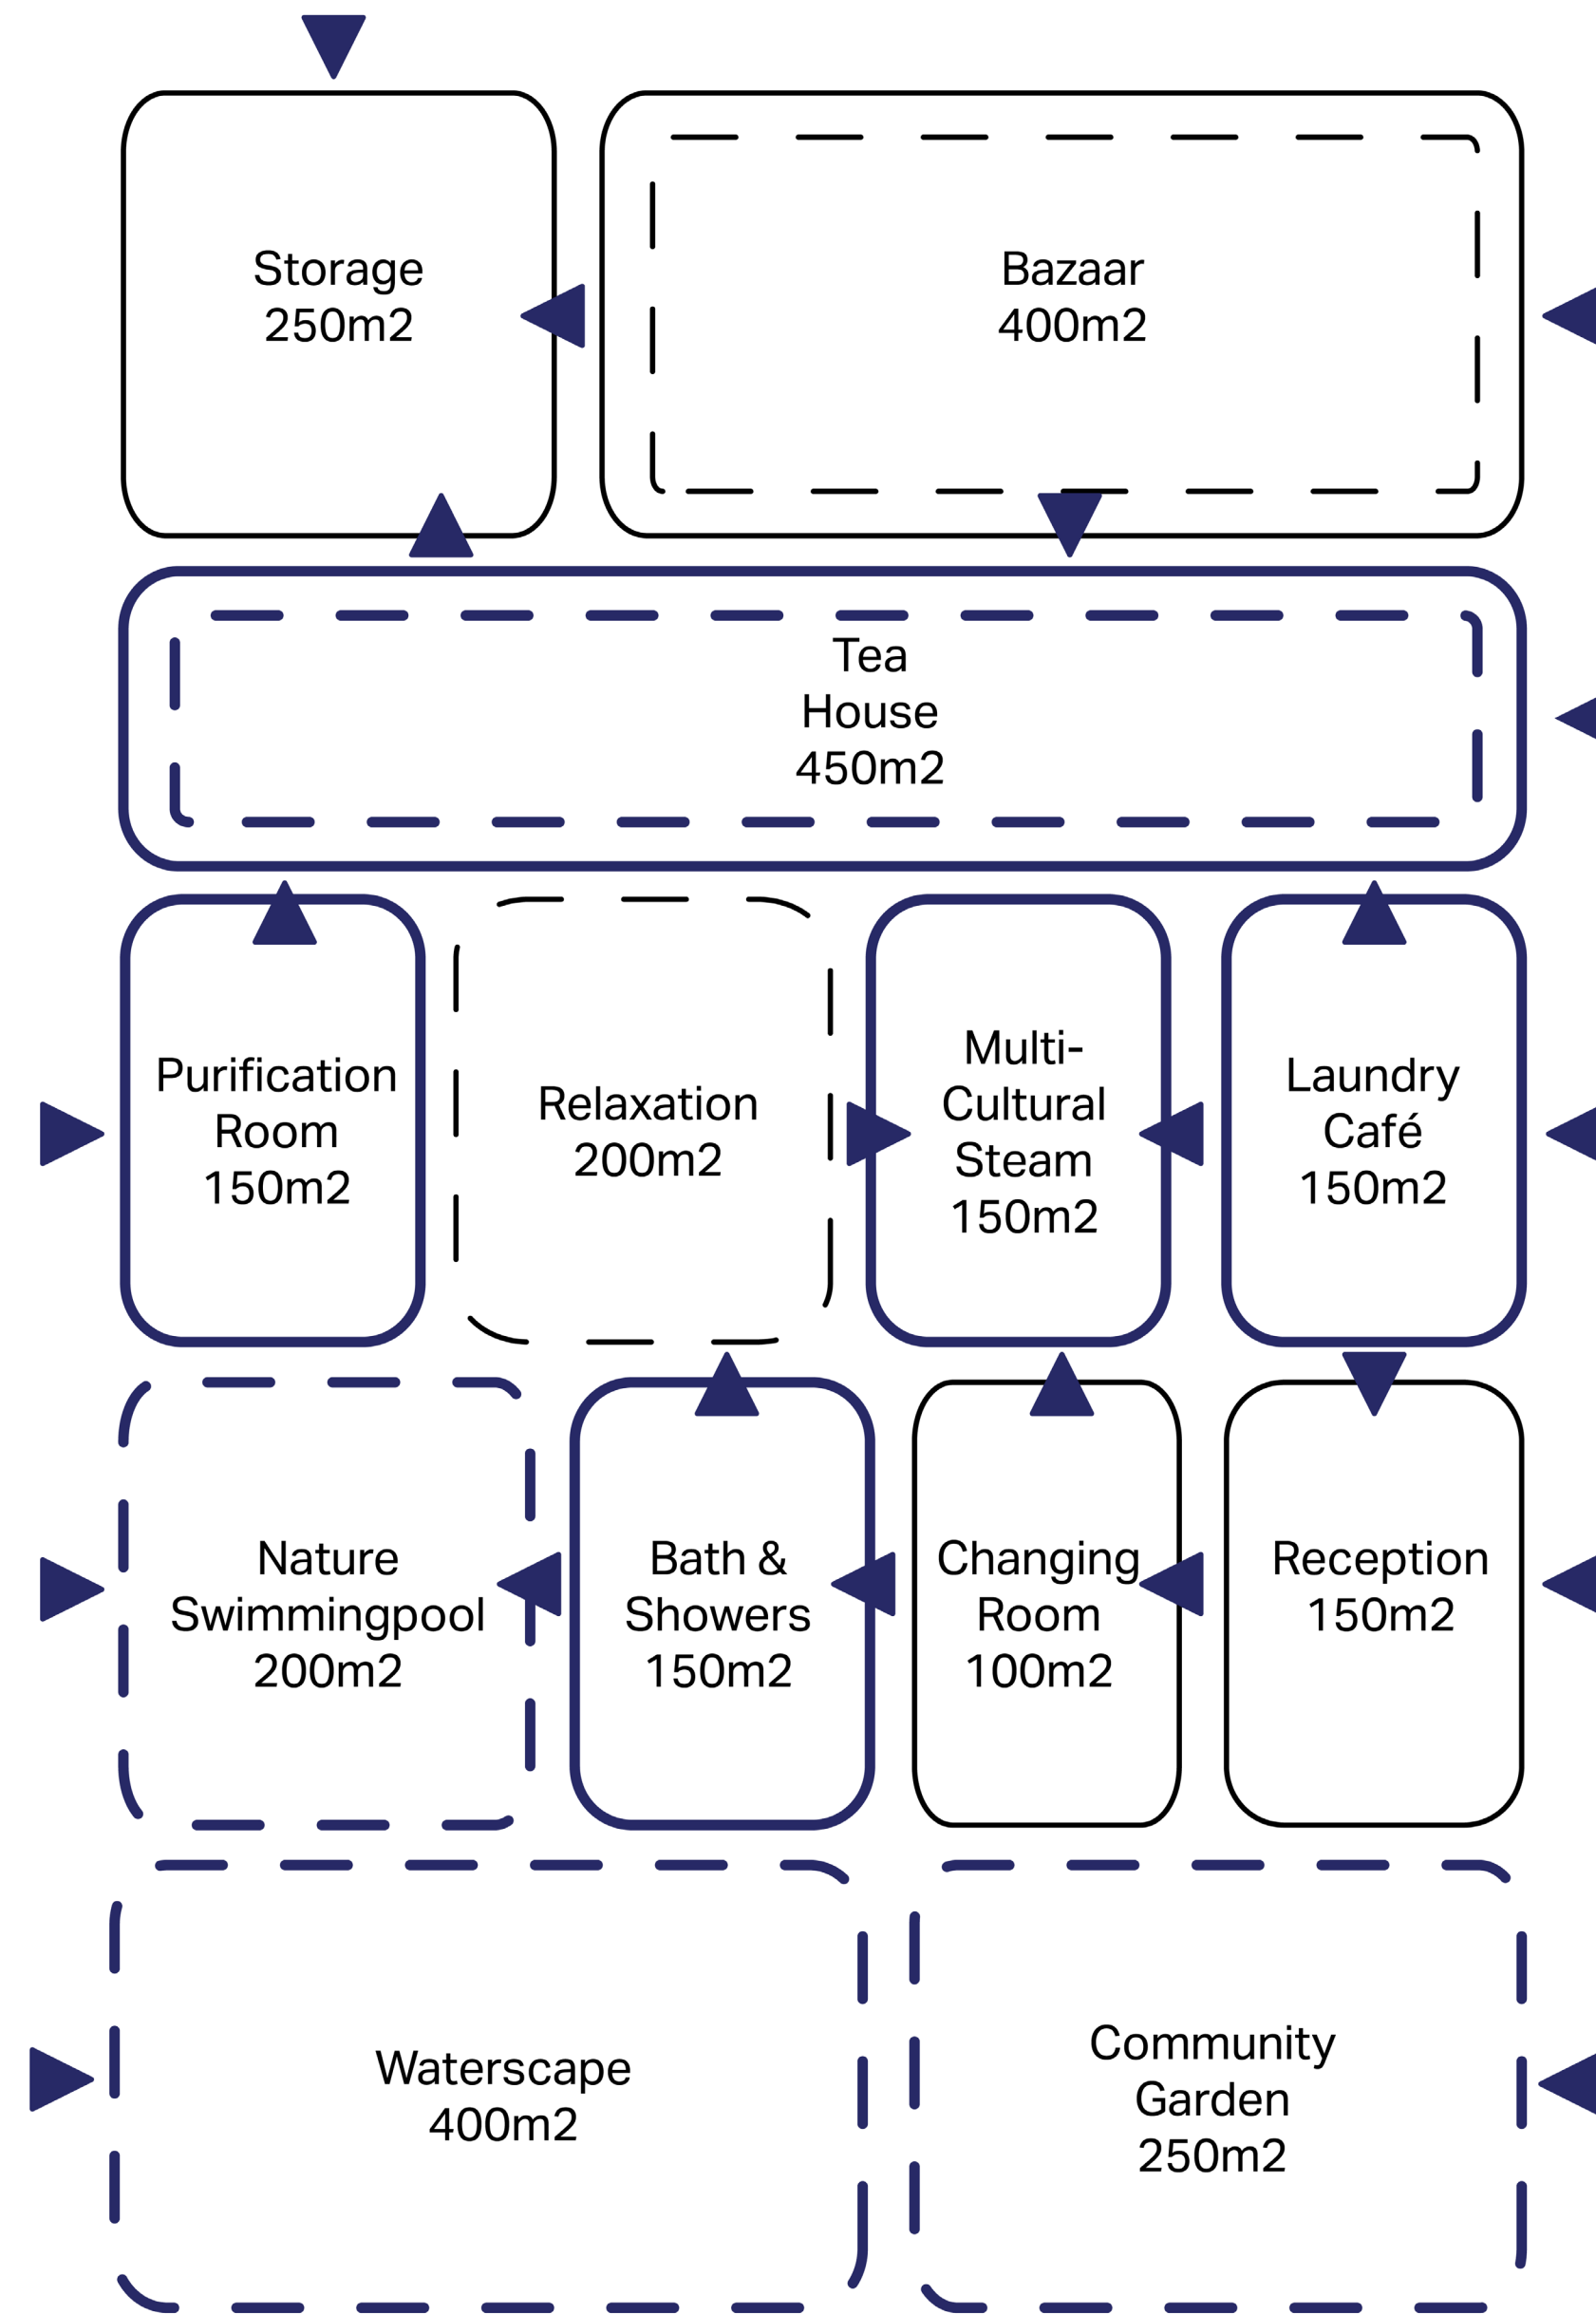 Storage
250m2
Bazaar
400m2
Tea
House
450m2
Purification
Room
150m2
Relaxation
200m2
Multi-
Cultural
Steam
150m2
Laundry
Café
150m2
Nature
Swimmingpool
200m2
Bath &
Showers
150m2
Changing
Room
100m2
Reception
150m2
Waterscape
400m2
Community
Garden
250m2